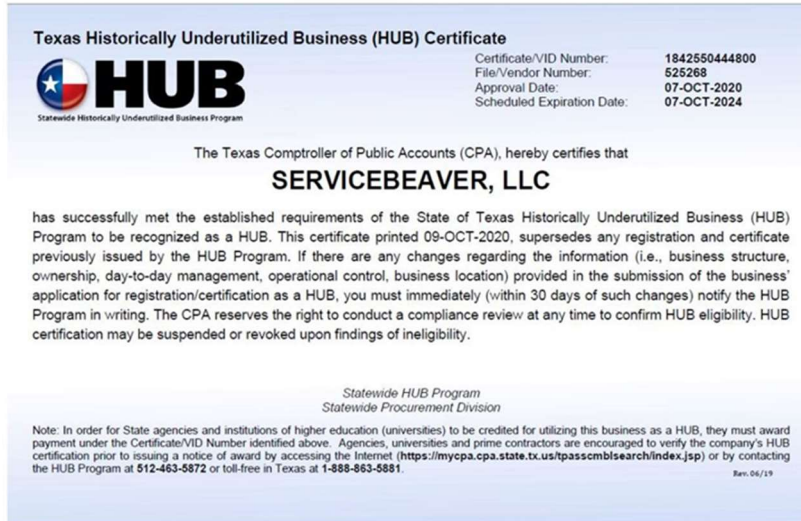 Texas Historically Underutilized Business (HUB) Certificate
Certificate/VID Number: 1842550444800
File/Vendor Number: 525268
Approval Date: 07-OCT-2020
Scheduled Expiration Date: 07-OCT-2024
HUB
Statewide Historically Underutilized Business Program
The Texas Comptroller of Public Accounts (CPA), hereby certifies that
SERVICEBEAVER, LLC
has successfully met the established requirements of the State of Texas Historically Underutilized Business (HUB)
Program to be recognized as a HUB. This certificate printed 09-OCT-2020, supersedes any registration and certificate
previously issued by the HUB Program. If there are any changes regarding the information (i.e., business structure,
ownership, day-to-day management, operational control, business location) provided in the submission of the business'
application for registration/certification as a HUB, you must immediately (within 30 days of such changes) notify the HUB
Program in writing. The CPA reserves the right to conduct a compliance review at any time to confirm HUB eligibility. HUB
certification may be suspended or revoked upon findings of ineligibility.
Statewide HUB Program
Statewide Procurement Division
Note: In order for State agencies and institutions of higher education (universities) to be credited for utilizing this business as a HUB, they must award
payment under the Certificate/VID Number identified above. Agencies, universities and prime contractors are encouraged to verify the company's HUB
certification prior to issuing a notice of award by accessing the Internet (https://mycpa.cpa.state.tx.us/tpasscmblsearch/index.jsp) or by contacting
the HUB Program at 512-463-5872 or toll-free in Texas at 1-888-863-5881.
Rev. 06/19